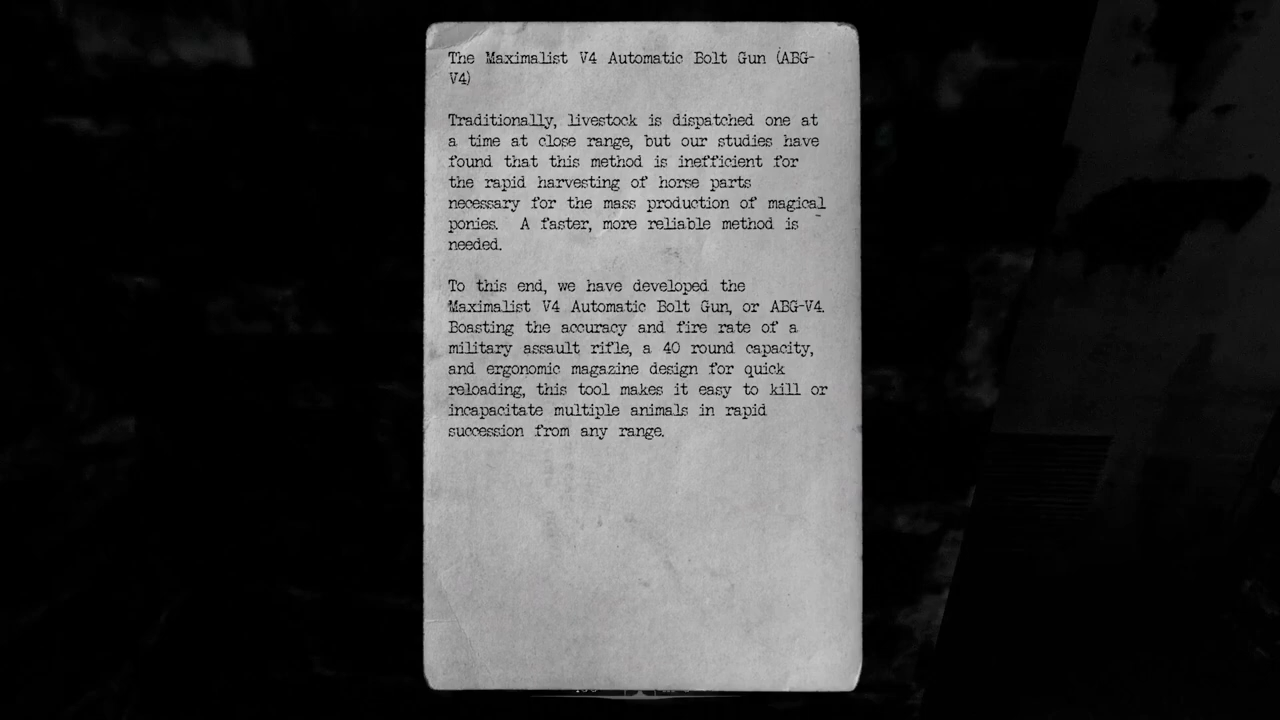 The Maximalist V4 Automatic Bolt Gun (ABG-
V4)
Traditionally, livestock is dispatched one at
a time at close range, but our studies have
found that this method is inefficient for
the rapid harvesting of horse parts
necessary for the mass production of magical
ponies.  A faster, more reliable method is
needed.
To this end, we have developed the
Maximalist V4 Automatic Bolt Gun, or ABG-V4.
Boasting the accuracy and fire rate of a
military assault rifle, a 40 round capacity,
and ergonomic magazine design for quick
reloading, this tool makes it easy to kill or
incapacitate multiple animals in rapid
succession from any range.